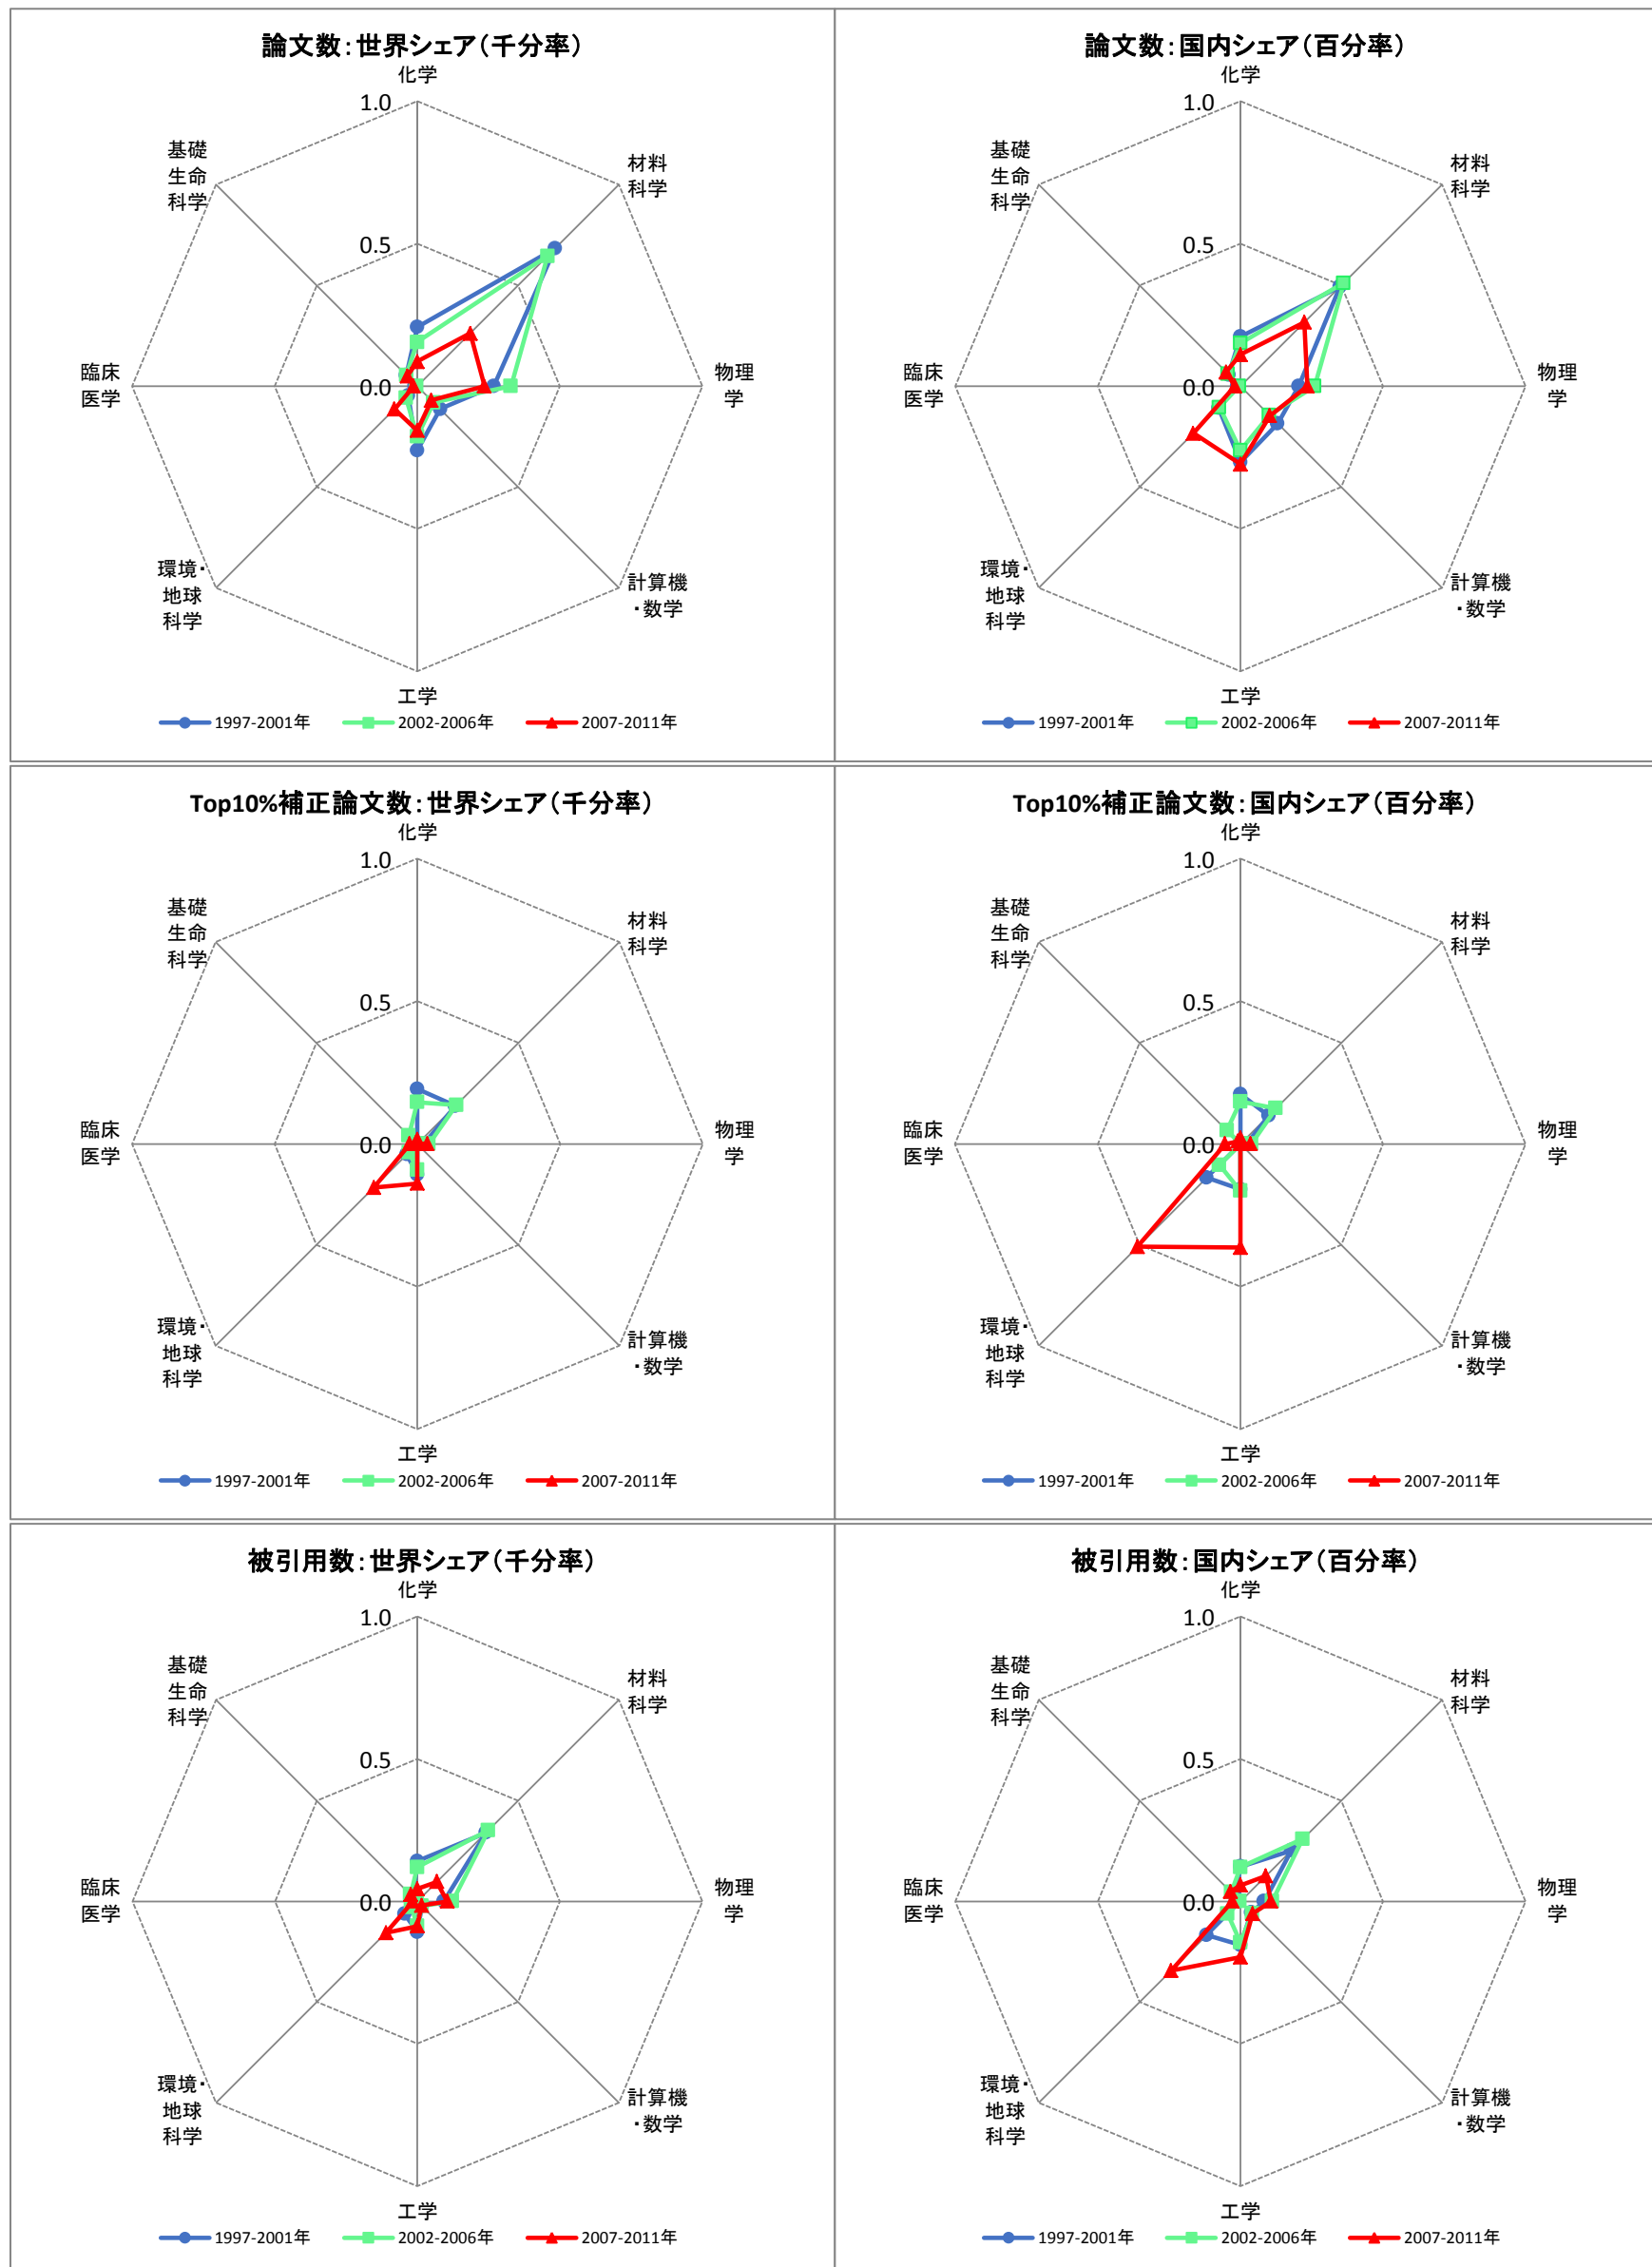 論文数：世界シェア（千分率）
化学
1.0
基礎
生命
科学
材料
科学
0.5
臨床
医学
0.0
物理
学
環境・
地球
科学
計算機
・数学
工学
1997-2001年 2002-2006年 2007-2011年
論文数：国内シェア（百分率）
化学
1.0
基礎
生命
科学
材料
科学
0.5
臨床
医学
0.0
物理
学
環境・
地球
科学
計算機
・数学
工学
1997-2001年 2002-2006年 2007-2011年
Top10%補正論文数：世界シェア（千分率）
化学
1.0
基礎
生命
科学
材料
科学
0.5
臨床
医学
0.0
物理
学
環境・
地球
科学
計算機
・数学
工学
1997-2001年 2002-2006年 2007-2011年
Top10%補正論文数：国内シェア（百分率）
化学
1.0
基礎
生命
科学
材料
科学
0.5
臨床
医学
0.0
物理
学
環境・
地球
科学
計算機
・数学
工学
1997-2001年 2002-2006年 2007-2011年
被引用数：世界シェア（千分率）
化学
1.0
基礎
生命
科学
材料
科学
0.5
臨床
医学
0.0
物理
学
環境・
地球
科学
計算機
・数学
工学
1997-2001年 2002-2006年 2007-2011年
被引用数：国内シェア（百分率）
化学
1.0
基礎
生命
科学
材料
科学
0.5
臨床
医学
0.0
物理
学
環境・
地球
科学
計算機
・数学
工学
1997-2001年 2002-2006年 2007-2011年